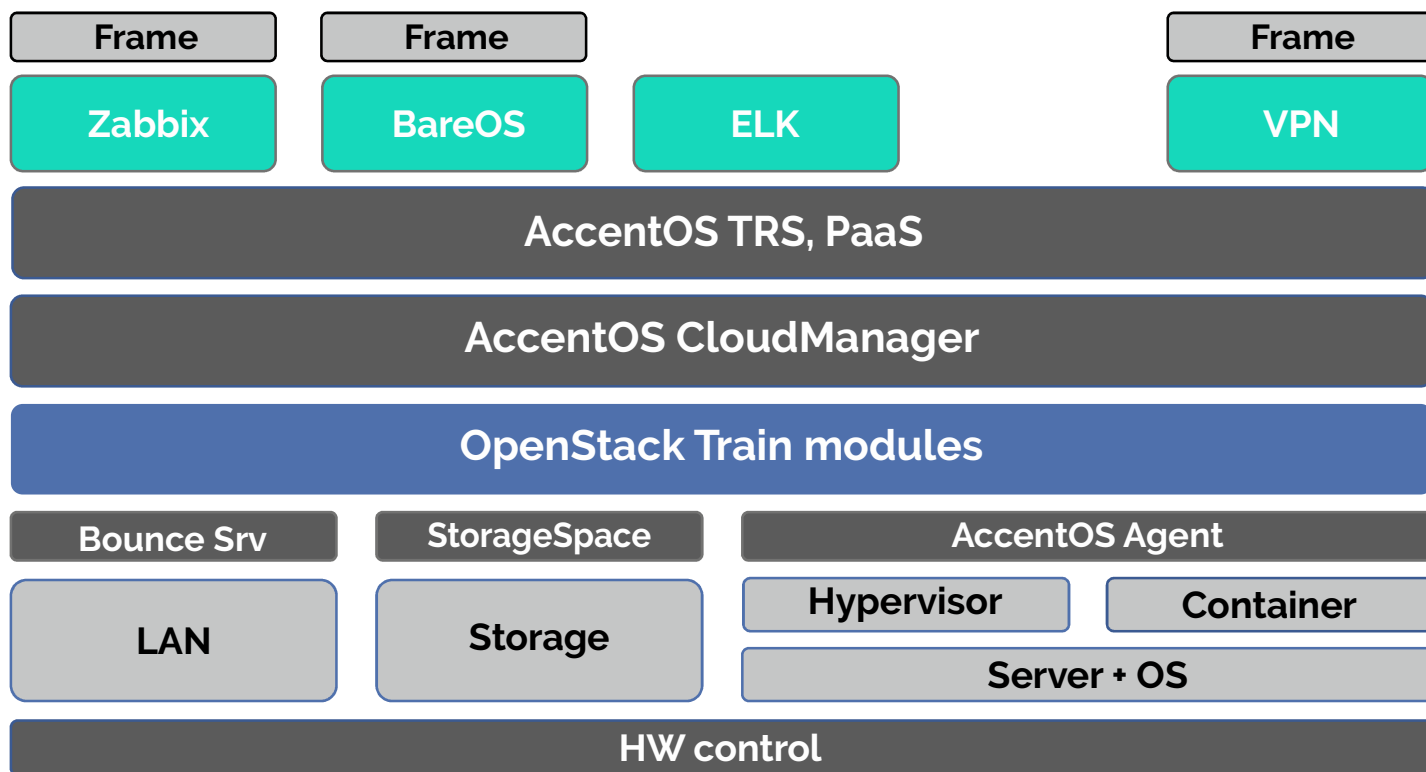 Frame
Frame
Frame
Zabbix
BareOS
ELK
VPN
AccentOS TRS, PaaS
AccentOS CloudManager
OpenStack Train modules
Bounce Srv
StorageSpace
AccentOS Agent
LAN
Storage
Hypervisor
Container
Server + OS
HW control